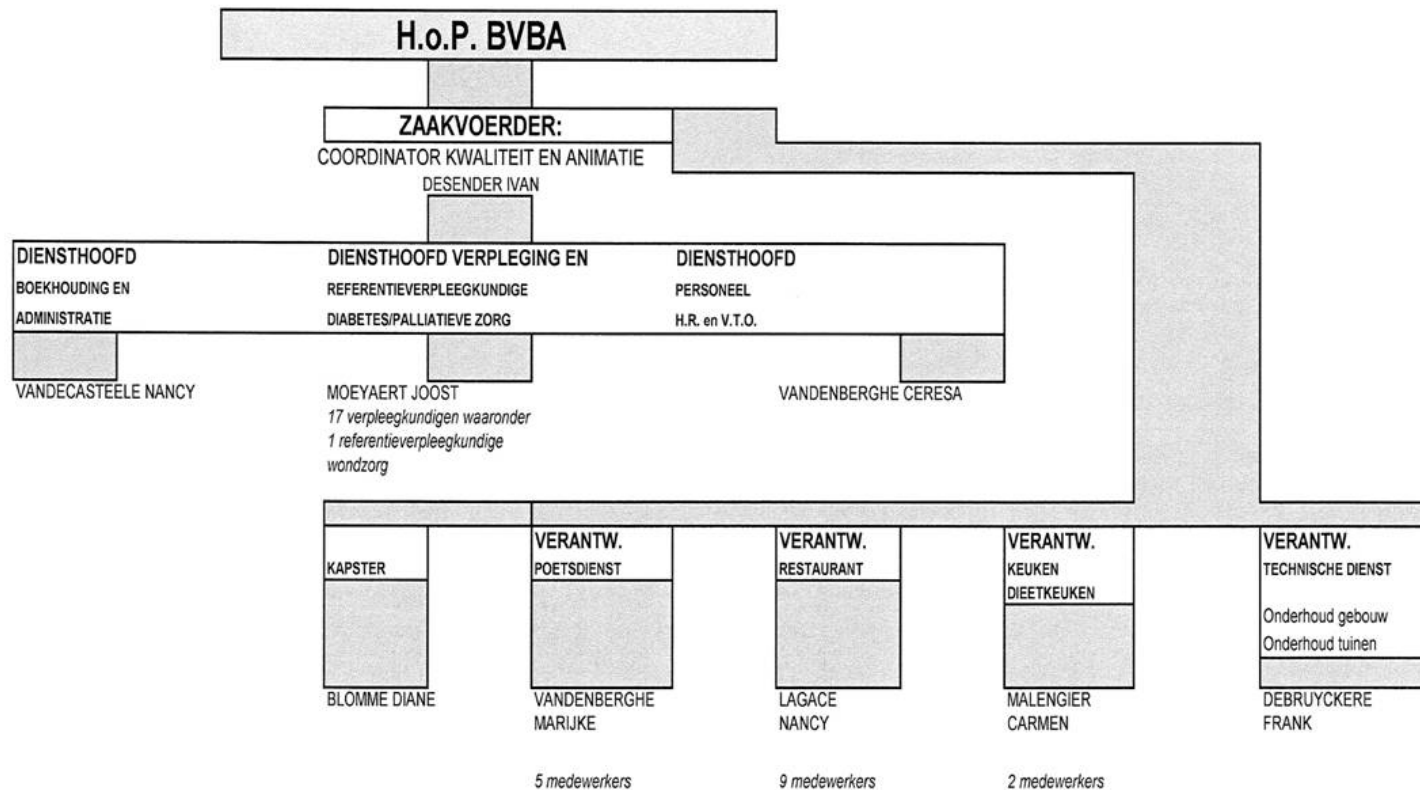 H.o.P. BVBA
ZAAKVOERDER:
COORDINATOR KWALITEIT EN ANIMATIE
DESENDER IVAN
DIENSTHOOFD
BOEKHOUDING EN
ADMINISTRATIE
DIENSTHOOFD VERPLEGING EN
REFERENTIEVERPLEEGKUNDIGE
DIABETES/PALLIATIEVE ZORG
DIENSTHOOFD
PERSONEEL
H.R. en V.T.O.
VANDECASTEELE NANCY
MOEYAERT JOOST
17 verpleegkundigen waaronder
1 referentieverpleegkundige
wondzorg
VANDENBERGHE CERESA
KAPSTER
BLOMME DIANE
VERANTW.
POETSDIENST
VANDENBERGHE
MARIJKE
5 medewerkers
VERANTW.
RESTAURANT
LAGACE
NANCY
9 medewerkers
VERANTW.
KEUKEN
DIEETKEUKEN
MALENGIER
CARMEN
2 medewerkers
VERANTW.
TECHNISCHE DIENST
Onderhoud gebouw
Onderhoud tuinen
DEBRUYCKERE
FRANK